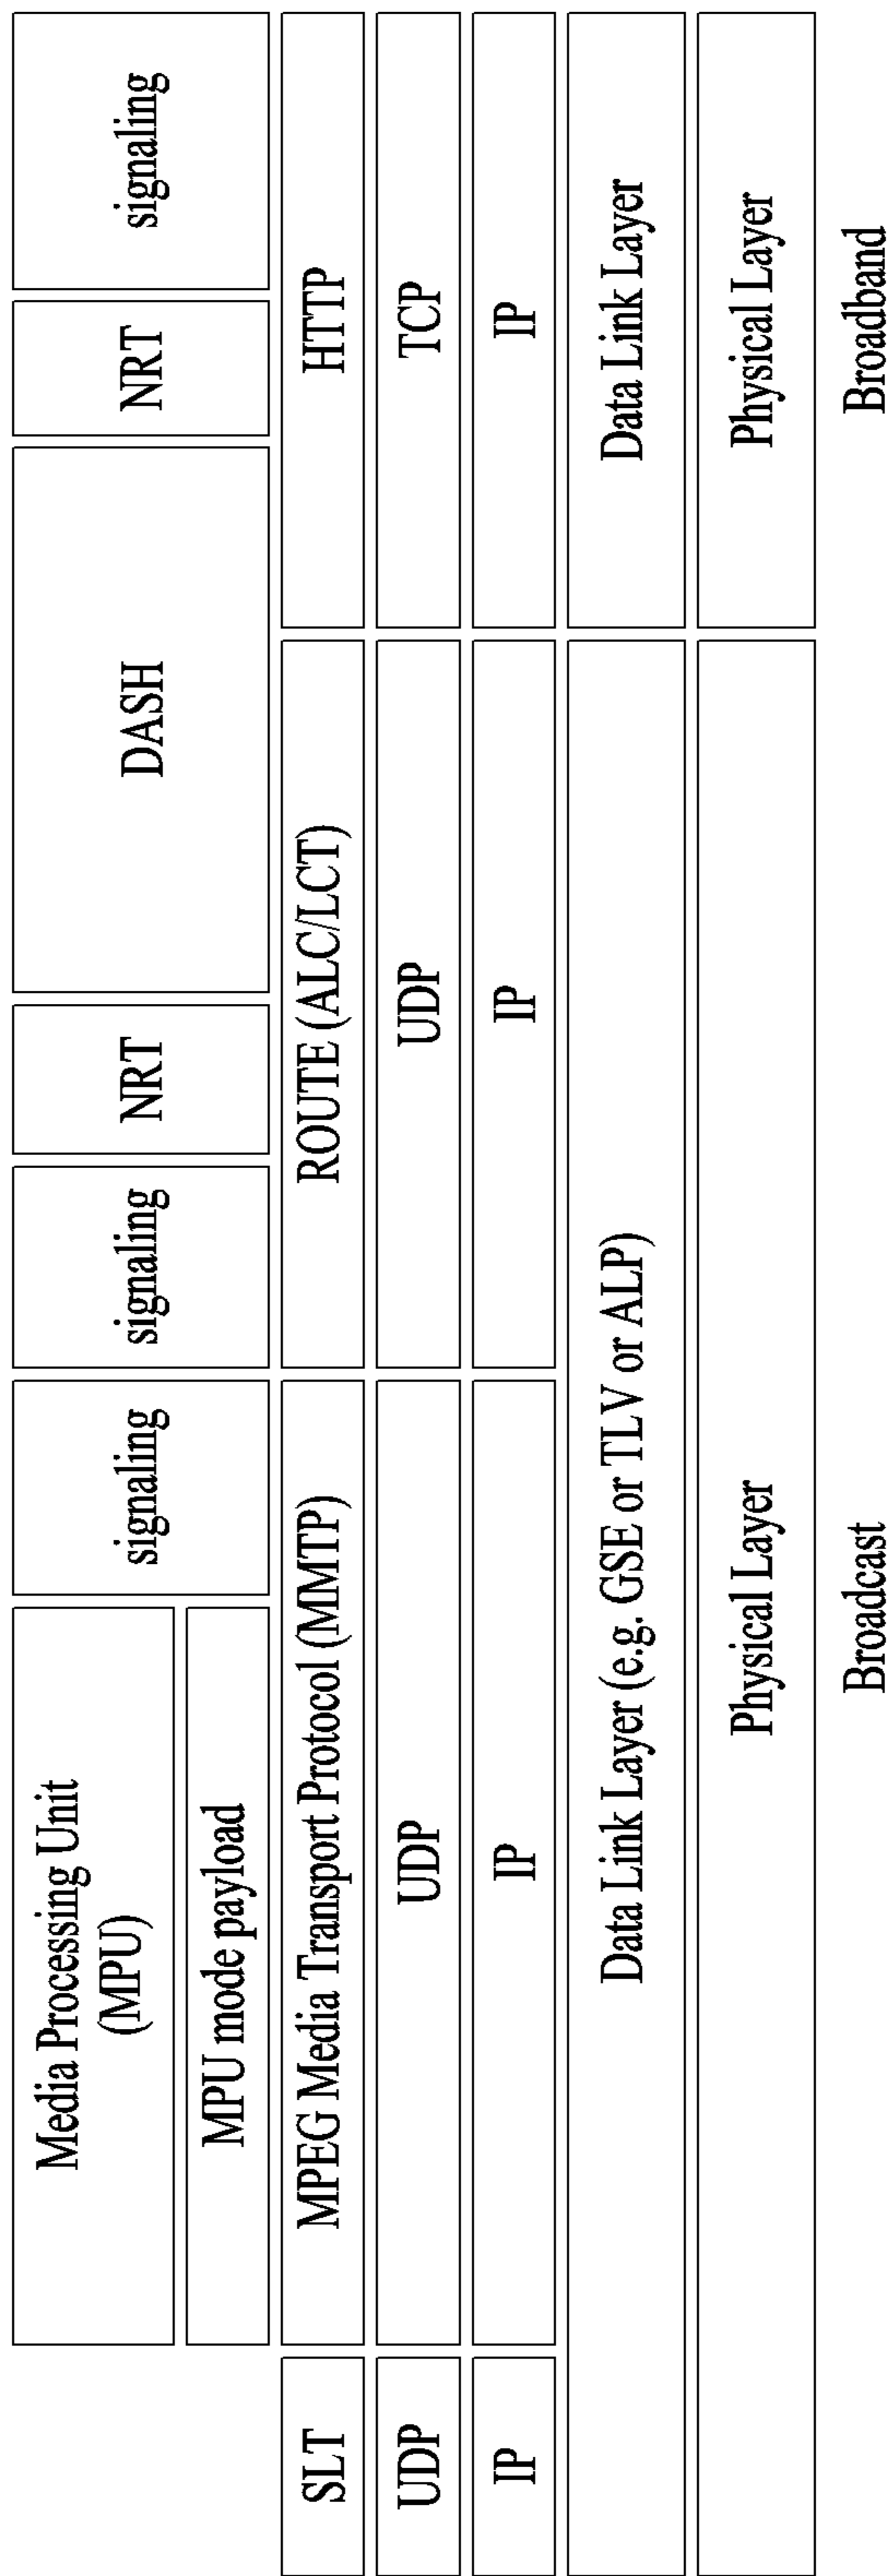 Media Processing Unit
(MPU)
signaling
signaling
NRT
DASH
NRT
signaling
MPU mode payload
SLT
MPEG Media Transport Protocol (MMTP)
ROUTE (ALC/LCT)
HTTP
UDP
UDP
UDP
TCP
IP
IP
IP
IP
Data Link Layer (e.g. GSE or TLV or ALP)
Data Link Layer
Physical Layer
Physical Layer
Broadcast
Broadband